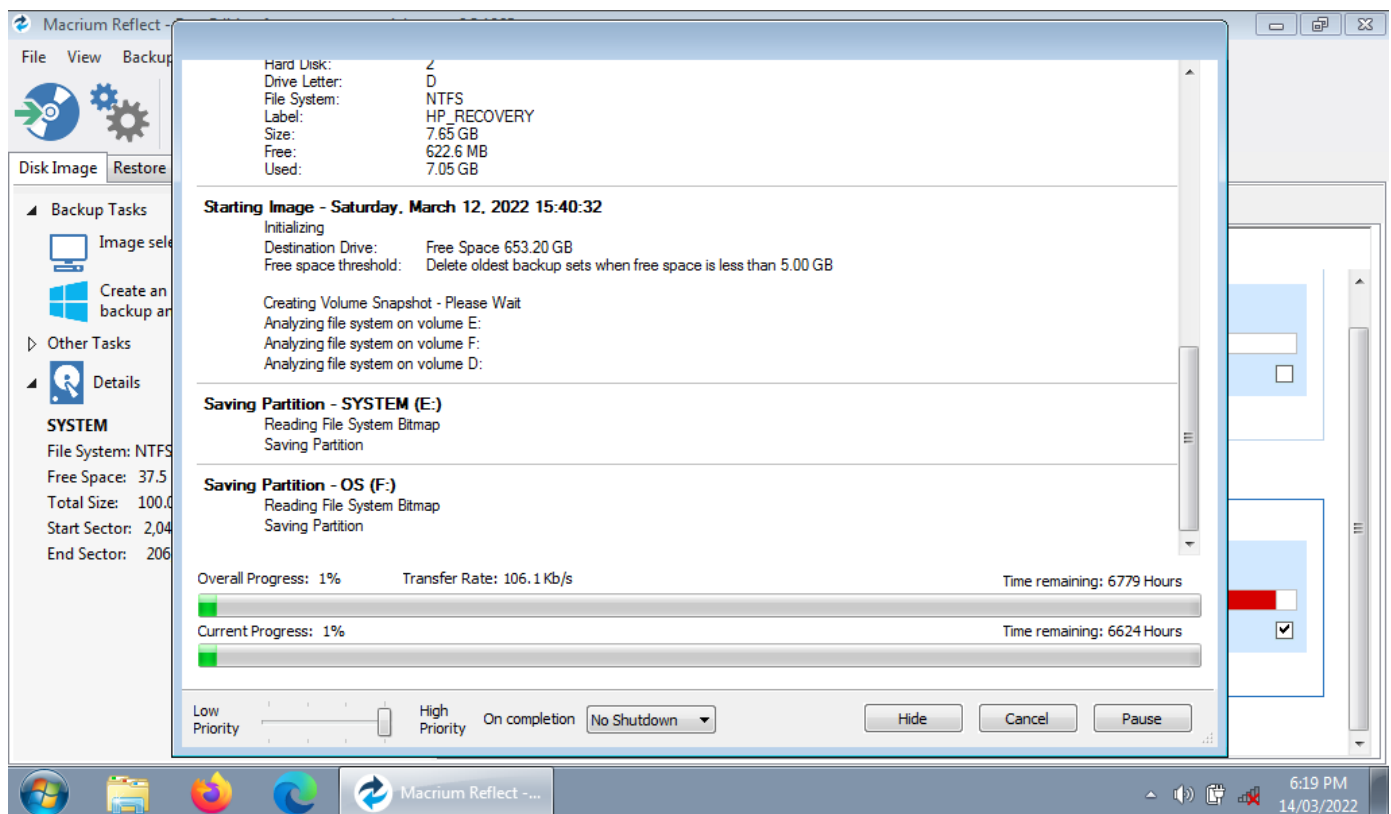 Macrium Reflect -
File View Backup
Disk Image Restore
Backup Tasks
Image sele
Create an
backup an
Other Tasks
Details
SYSTEM
File System: NTFS
Free Space: 37.5
Total Size: 100.0
Start Sector: 2,04
End Sector: 206
Hard Disk: 2
Drive Letter: D
File System: NTFS
Label: HP_RECOVERY
Size: 7.65 GB
Free: 622.6 MB
Used: 7.05 GB
Starting Image - Saturday, March 12, 2022 15:40:32
Initializing
Destination Drive: Free Space 653.20 GB
Free space threshold: Delete oldest backup sets when free space is less than 5.00 GB
Creating Volume Snapshot - Please Wait
Analyzing file system on volume E:
Analyzing file system on volume F:
Analyzing file system on volume D:
Saving Partition - SYSTEM (E:)
Reading File System Bitmap
Saving Partition
Saving Partition - OS (F:)
Reading File System Bitmap
Saving Partition
Overall Progress: 1% Transfer Rate: 106.1 Kb/s Time remaining: 6779 Hours
Current Progress: 1% Time remaining: 6624 Hours
Low Priority
High Priority
On completion No Shutdown Hide Cancel Pause
Macrium Reflect -...
6:19 PM
14/03/2022